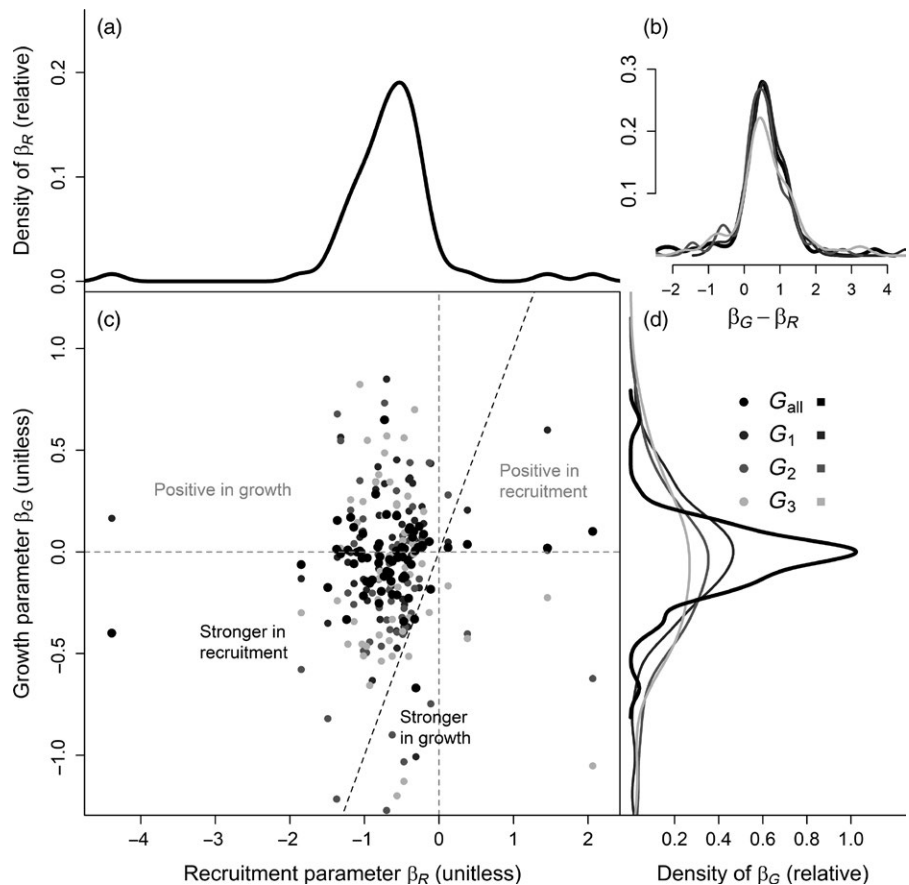 (a)
Density of βR (relative)
0.2
0.1
0.0
(b)
0.3
0.2
0.1
−2 −1 0 1 2 3 4
βG − βR
(c)
Growth parameter βG (unitless)
1.0
0.5
0.0
−0.5
−1.0
Positive in growth
Positive in
recruitment
Stronger in
recruitment
Stronger
in growth
−4 −3 −2 −1 0 1 2
Recruitment parameter βR (unitless)
(d)
Gall
G1
G2
G3
0.2 0.4 0.6 0.8 1.0
Density of βG (relative)